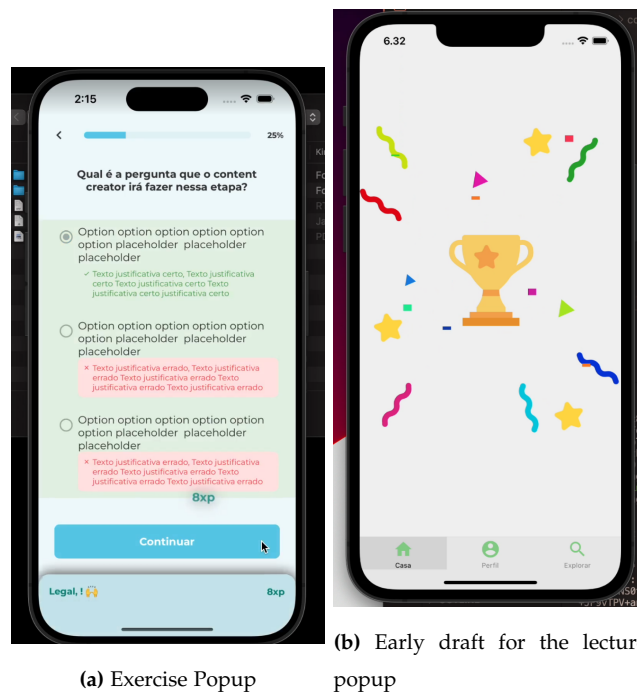 2:15
25%
Qual é a pergunta que o content
creator irá fazer nessa etapa?
Option option option option option
option placeholder placeholder
placeholder
✓ Texto justificativa certo, Texto justificativa
certo Texto justificativa certo Texto
justificativa certo justificativa certo
Option option option option option
option placeholder placeholder
placeholder
× Texto justificativa errado, Texto justificativa
errado Texto justificativa errado Texto
justificativa errado Texto justificativa errado
Option option option option option
option placeholder placeholder
placeholder
× Texto justificativa errado, Texto justificativa
errado Texto justificativa errado Texto
justificativa errado Texto justificativa errado
8xp
Continuar
Legal, ! 🙌
8xp
(a) Exercise Popup
6.32
Casa
Perfil
Explorar
(b) Early draft for the lectur
popup